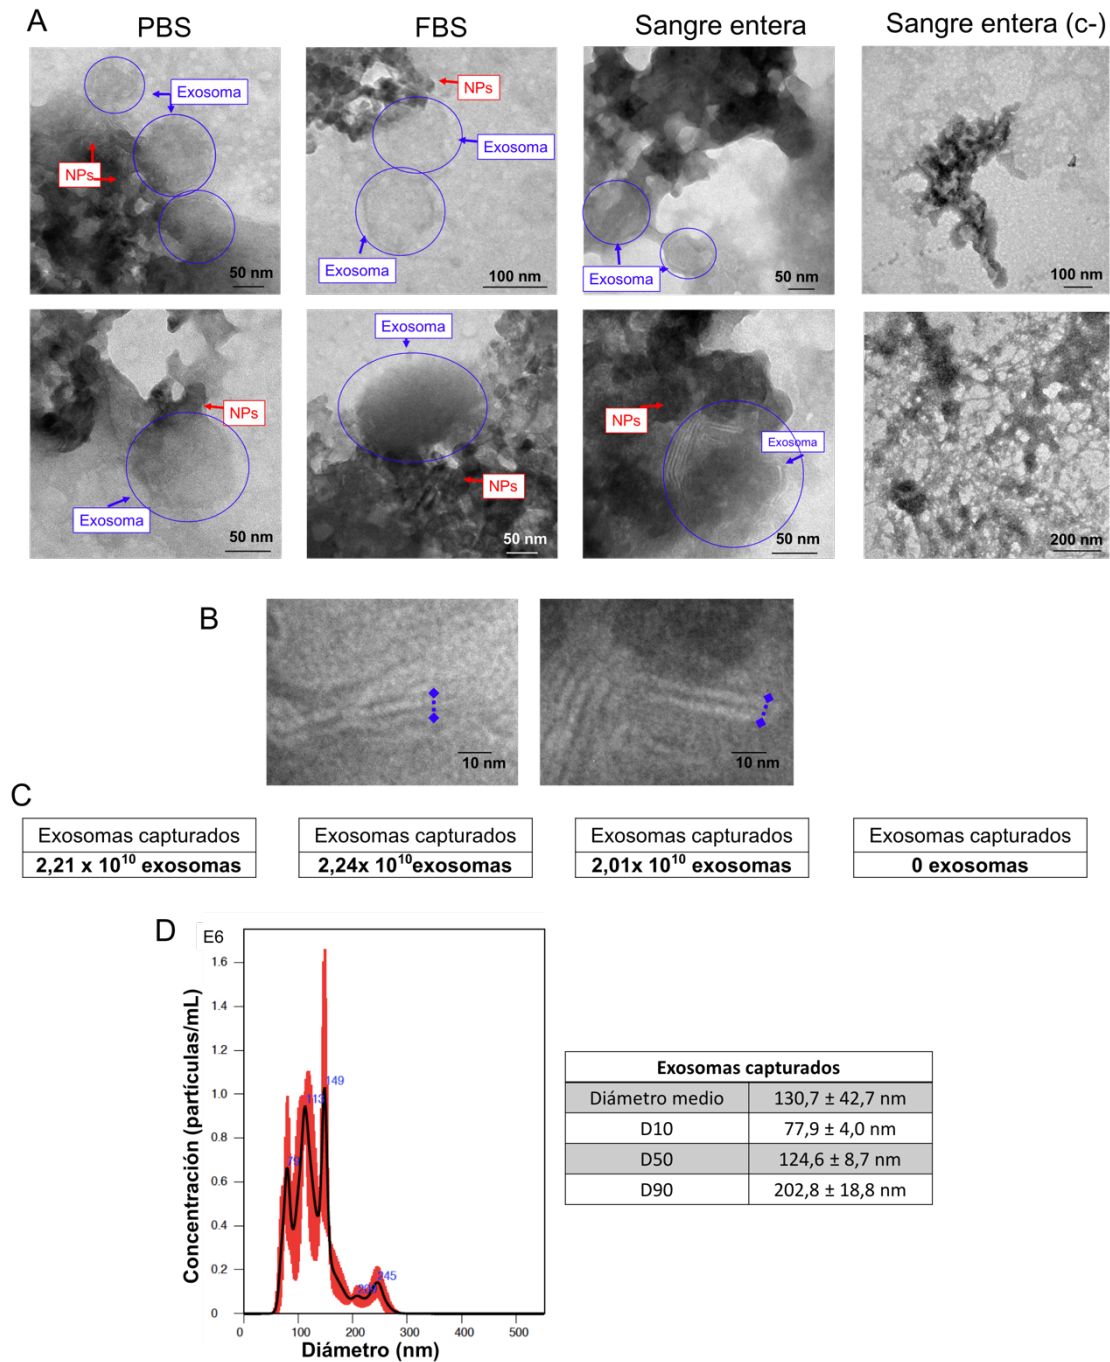 A
PBS
FBS
Sangre entera
Sangre entera (c-)
Exosoma
NPs
50 nm
NPs
Exosoma
Exosoma
100 nm
Exosoma
50 nm
100 nm
NPs
Exosoma
50 nm
Exosoma
NPs
50 nm
NPs
Exosoma
50 nm
200 nm
B
10 nm
10 nm
C
Exosomas capturados
2,21 x 10¹⁰ exosomas
Exosomas capturados
2,24x 10¹⁰exosomas
Exosomas capturados
2,01x 10¹⁰ exosomas
Exosomas capturados
0 exosomas
D
E6
Concentración (partículas/mL)
1.6
1.4
1.2
1.0
0.8
0.6
0.4
0.2
0
79
113
149
245
0 100 200 300 400 500
Diámetro (nm)
Exosomas capturados
Diámetro medio 130,7 ± 42,7 nm
D10 77,9 ± 4,0 nm
D50 124,6 ± 8,7 nm
D90 202,8 ± 18,8 nm